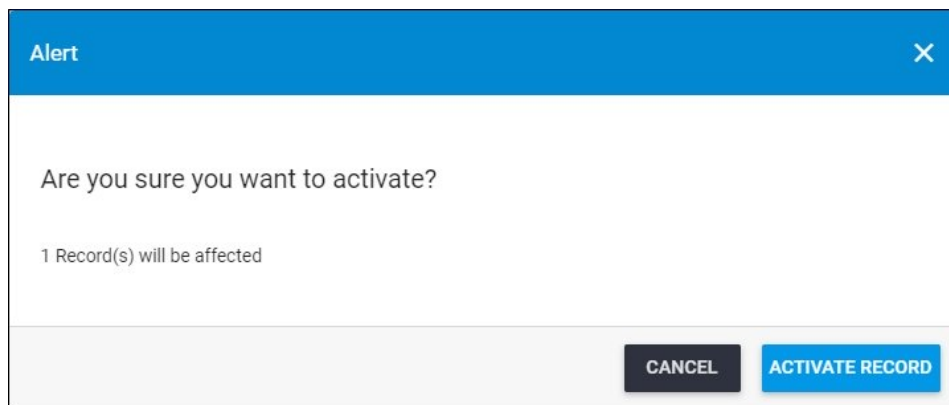 Alert
Are you sure you want to activate?
1 Record(s) will be affected
CANCEL ACTIVATE RECORD